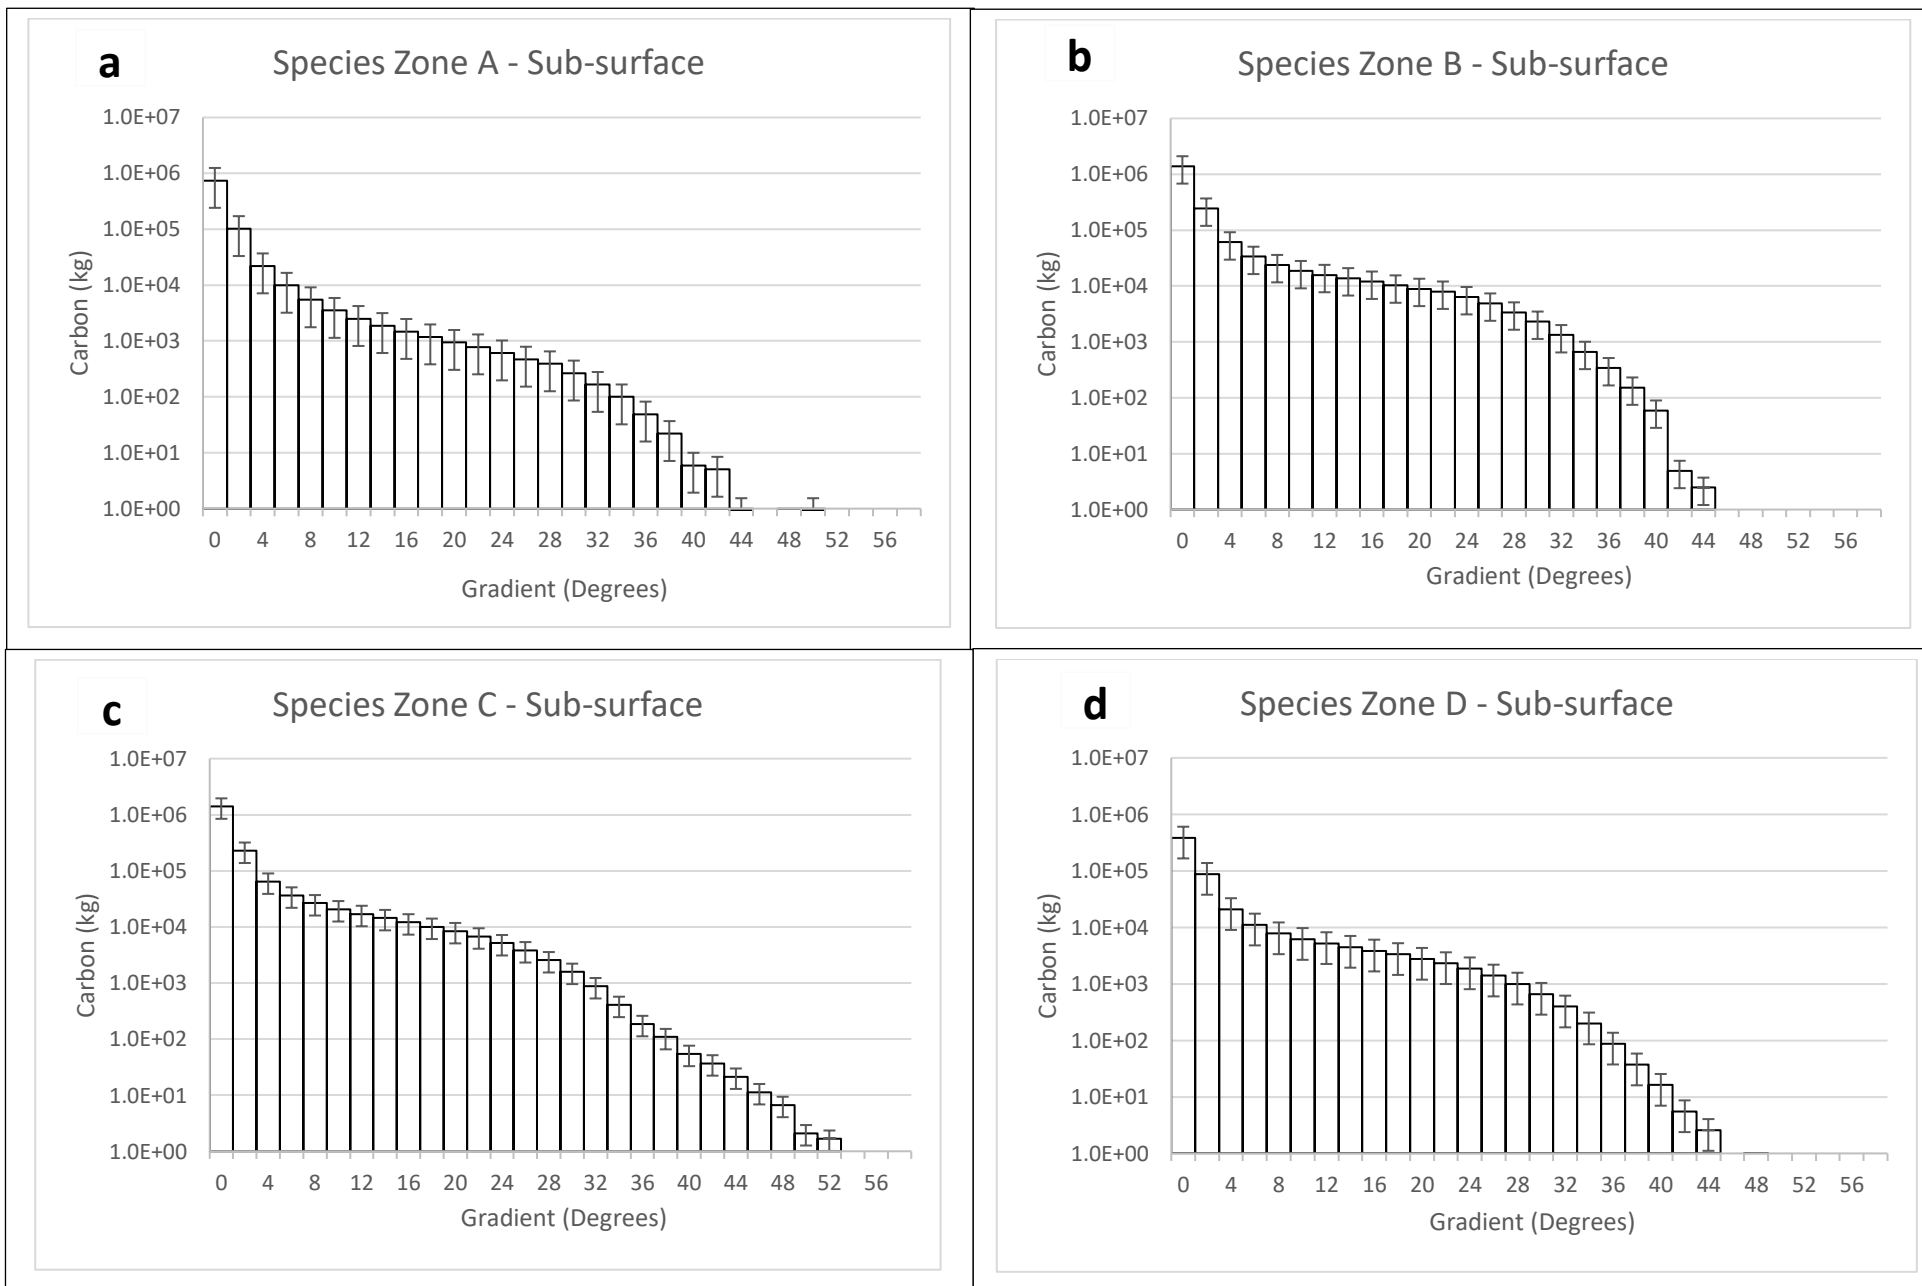 a
Species Zone A - Sub-surface
1.0E+07
1.0E+06
1.0E+05
1.0E+04
1.0E+03
1.0E+02
1.0E+01
1.0E+00
Carbon (kg)
0 4 8 12 16 20 24 28 32 36 40 44 48 52 56
Gradient (Degrees)
b
Species Zone B - Sub-surface
1.0E+07
1.0E+06
1.0E+05
1.0E+04
1.0E+03
1.0E+02
1.0E+01
1.0E+00
Carbon (kg)
0 4 8 12 16 20 24 28 32 36 40 44 48 52 56
Gradient (Degrees)
c
Species Zone C - Sub-surface
1.0E+07
1.0E+06
1.0E+05
1.0E+04
1.0E+03
1.0E+02
1.0E+01
1.0E+00
Carbon (kg)
0 4 8 12 16 20 24 28 32 36 40 44 48 52 56
Gradient (Degrees)
d
Species Zone D - Sub-surface
1.0E+07
1.0E+06
1.0E+05
1.0E+04
1.0E+03
1.0E+02
1.0E+01
1.0E+00
Carbon (kg)
0 4 8 12 16 20 24 28 32 36 40 44 48 52 56
Gradient (Degrees)